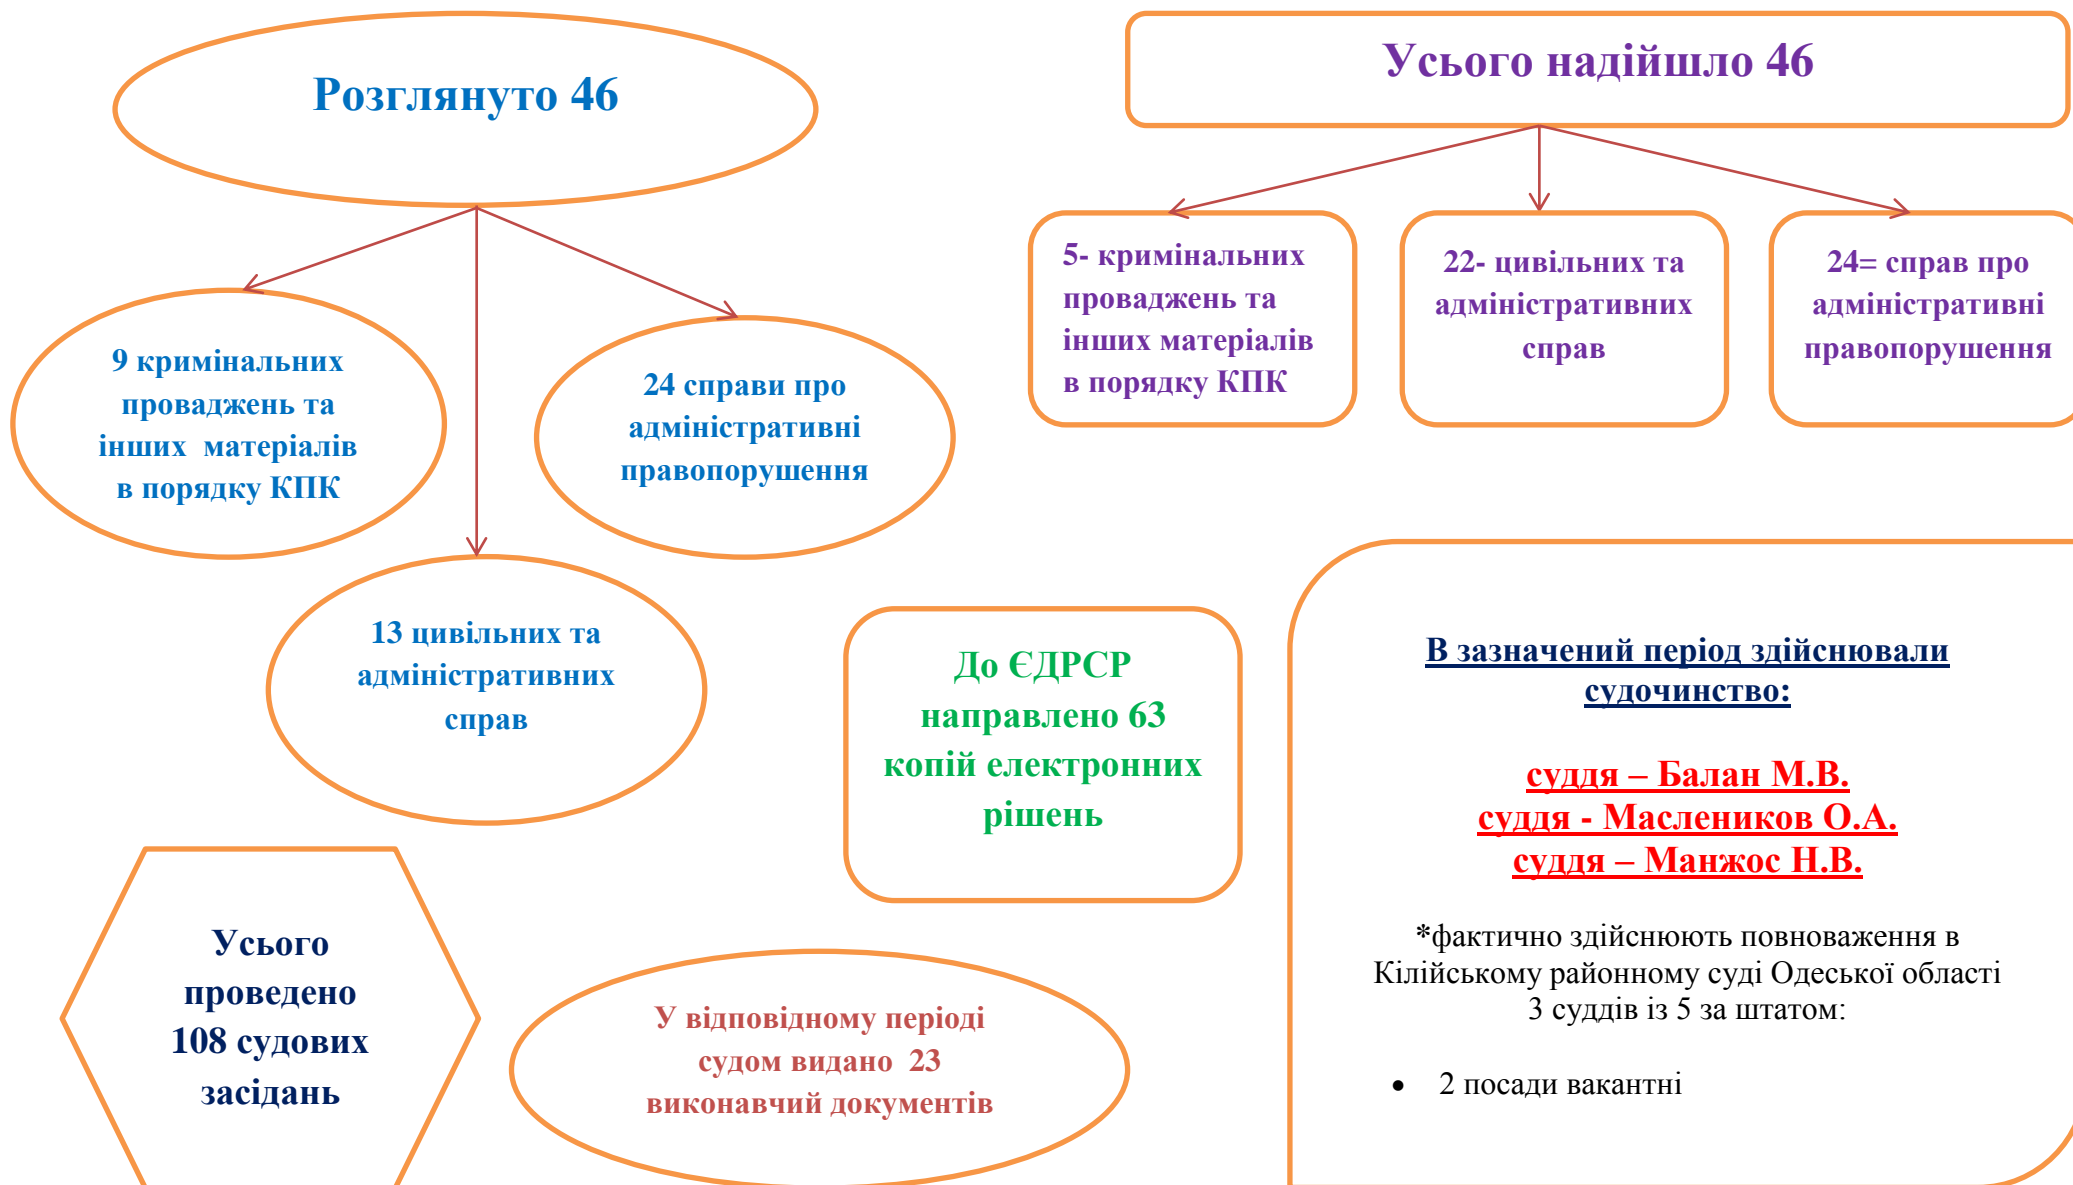 Розглянуто 46
9 кримінальних
проваджень та
інших матеріалів
в порядку КПК
24 справи про
адміністративні
правопорушення
13 цивільних та
адміністративних
справ
Усього надійшло 46
5- кримінальних
проваджень та
інших матеріалів
в порядку КПК
22- цивільних та
адміністративних
справ
24= справ про
адміністративні
правопорушення
До ЄДРСР
направлено 63
копій електронних
рішень
В зазначений період здійснювали
судочинство:
суддя – Балан М.В.
суддя - Маслеников О.А.
суддя – Манжос Н.В.
*фактично здійснюють повноваження в
Кілійському районному суді Одеської області
3 суддів із 5 за штатом:
• 2 посади вакантні
Усього
проведено
108 судових
засідань
У відповідному періоді
судом видано 23
виконавчий документів